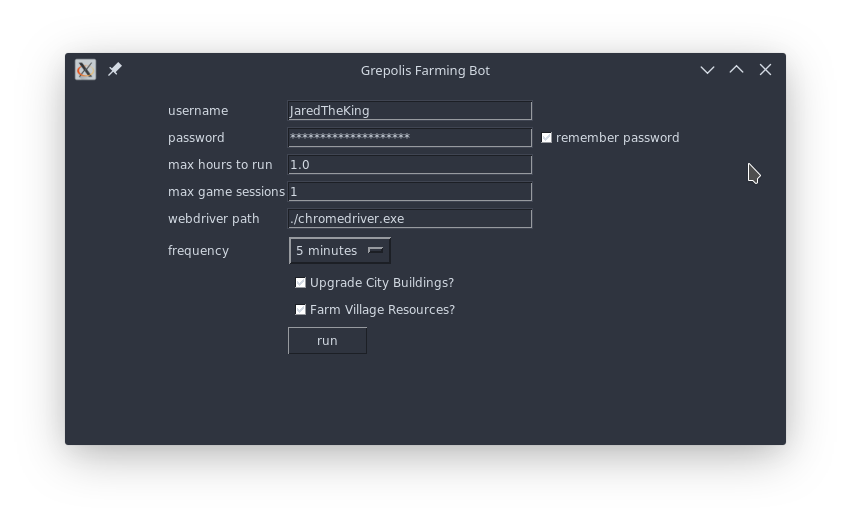 Grepolis Farming Bot
username JaredTheKing
password ******************** remember password
max hours to run 1.0
max game sessions 1
webdriver path ./chromedriver.exe
frequency 5 minutes
Upgrade City Buildings?
Farm Village Resources?
run